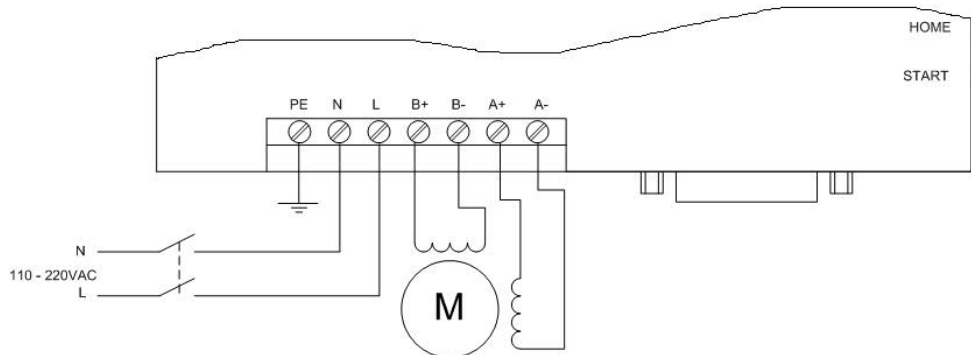 HOME
START
PE N L B+ B- A+ A-
N
110 - 220VAC
L
M